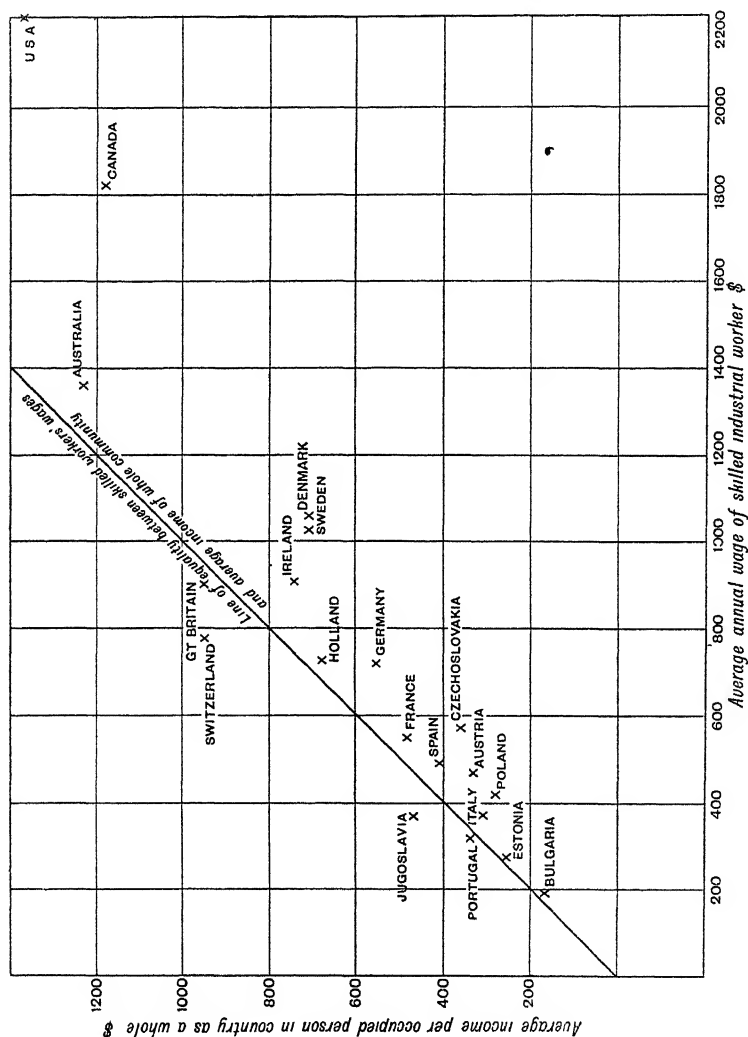 U S A
CANADA
AUSTRALIA
Line of equality between skilled workers' wages
and average income of whole community
DENMARK
SWEDEN
IRELAND
GT BRITAIN
SWITZERLAND
HOLLAND
GERMANY
CZECHOSLOVAKIA
FRANCE
SPAIN
AUSTRIA
POLAND
ITALY
JUGOSLAVIA
PORTUGAL
ESTONIA
BULGARIA
1200
1000
800
600
400
200
Average income per occupied person in country as a whole $
200
400
600
800
1000
1200
1400
1600
1800
2000
2200
Average annual wage of skilled industrial worker $